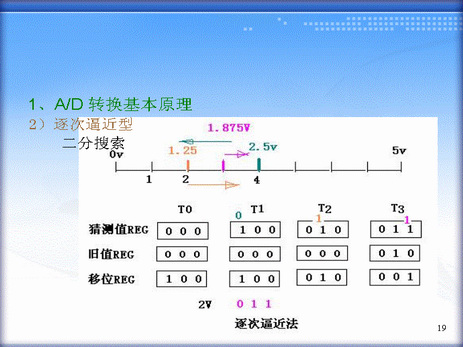 1、A/D 转换基本原理
2）逐次逼近型
二分搜索
1.875V
0v 1.25 2.5v 5v
1 2 4
T0 T1 T2 T3
0 1 1
猜测值REG 0 0 0 1 0 0 0 1 0 0 1 1
旧值REG 0 0 0 0 0 0 0 0 0 0 1 0
移位REG 1 0 0 1 0 0 0 1 0 0 0 1
2V 0 1 1
逐次逼近法
19